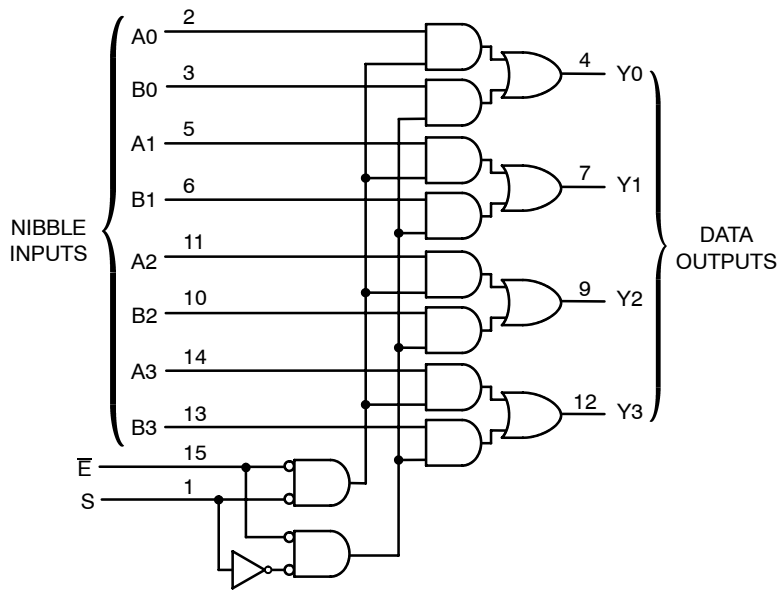 2
A0
3
B0
5
A1
6
B1
11
A2
10
B2
14
A3
13
B3
15
E̅
1
S
NIBBLE
INPUTS
4
Y0
7
Y1
9
Y2
12
Y3
DATA
OUTPUTS